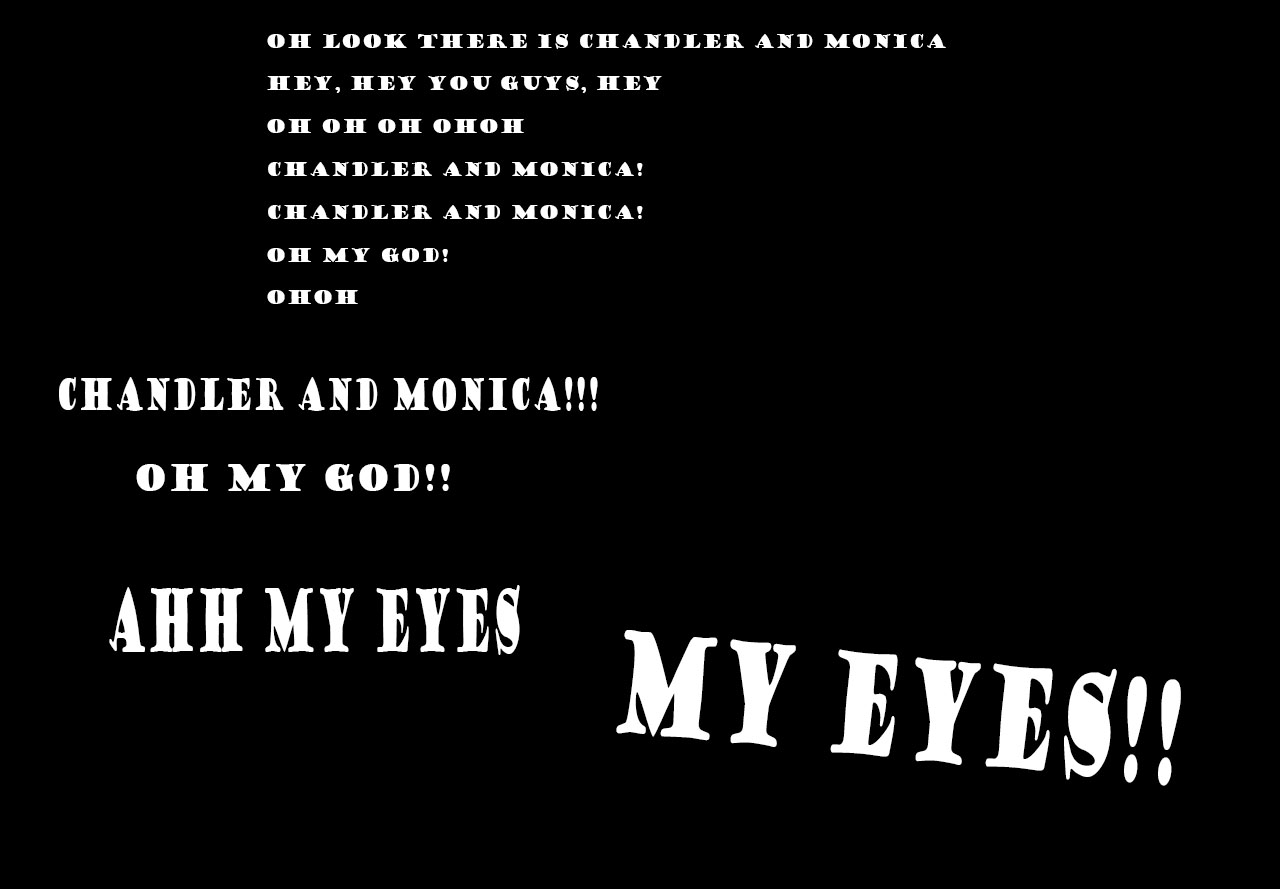 OH LOOK THERE IS CHANDLER AND MONICA
HEY, HEY YOU GUYS, HEY
OH OH OH OHOH
CHANDLER AND MONICA!
CHANDLER AND MONICA!
OH MY GOD!
OHOH
CHANDLER AND MONICA!!!
OH MY GOD!!
AHH MY EYES
MY EYES!!